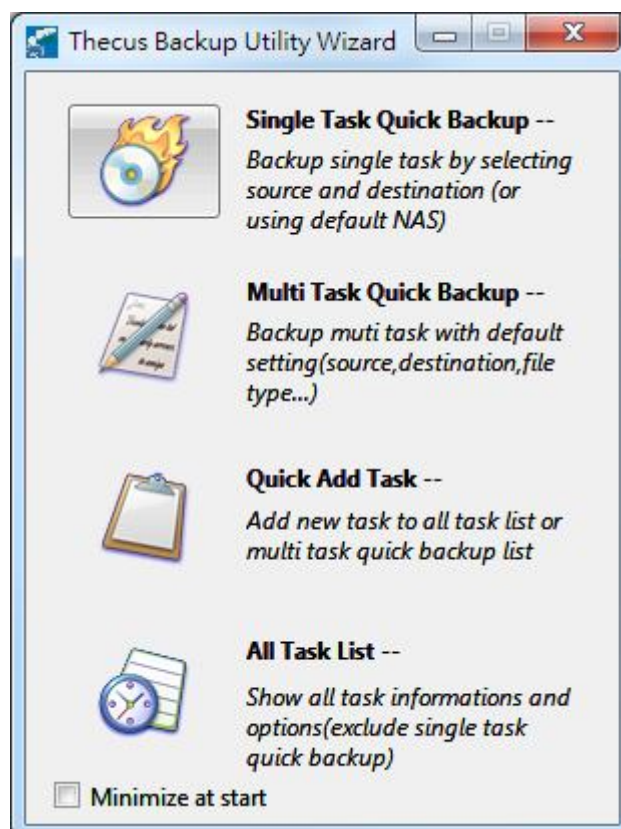 Thecus Backup Utility Wizard
Single Task Quick Backup --
Backup single task by selecting
source and destination (or
using default NAS)
Multi Task Quick Backup --
Backup muti task with default
setting(source,destination,file
type...)
Quick Add Task --
Add new task to all task list or
multi task quick backup list
All Task List --
Show all task informations and
options(exclude single task
quick backup)
Minimize at start